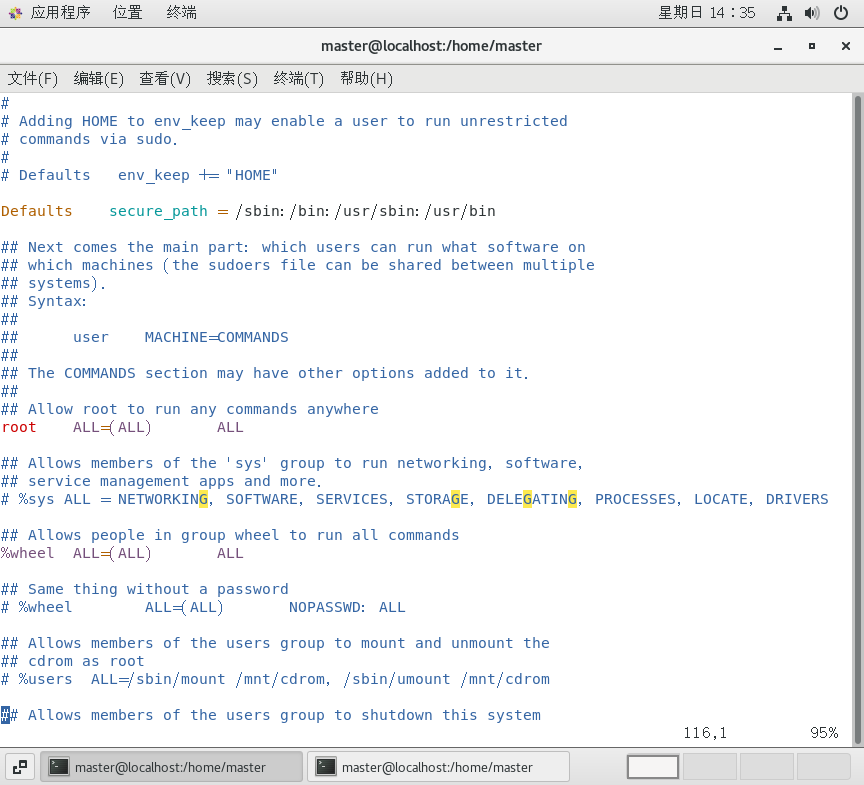 应用程序 位置 终端 星期日 14：35
master@localhost:/home/master
文件(F) 编辑(E) 查看(V) 搜索(S) 终端(T) 帮助(H)
#
# Adding HOME to env_keep may enable a user to run unrestricted
# commands via sudo.
#
# Defaults   env_keep += "HOME"
Defaults    secure_path = /sbin:/bin:/usr/sbin:/usr/bin
## Next comes the main part: which users can run what software on
## which machines (the sudoers file can be shared between multiple
## systems).
## Syntax:
##
##      user    MACHINE=COMMANDS
##
## The COMMANDS section may have other options added to it.
##
## Allow root to run any commands anywhere
root    ALL=(ALL)       ALL
## Allows members of the 'sys' group to run networking, software,
## service management apps and more.
# %sys ALL = NETWORKING, SOFTWARE, SERVICES, STORAGE, DELEGATING, PROCESSES, LOCATE, DRIVERS
## Allows people in group wheel to run all commands
%wheel  ALL=(ALL)       ALL
## Same thing without a password
# %wheel        ALL=(ALL)       NOPASSWD: ALL
## Allows members of the users group to mount and unmount the
## cdrom as root
# %users  ALL=/sbin/mount /mnt/cdrom, /sbin/umount /mnt/cdrom
## Allows members of the users group to shutdown this system
116,1 95%
master@localhost:/home/master master@localhost:/home/master